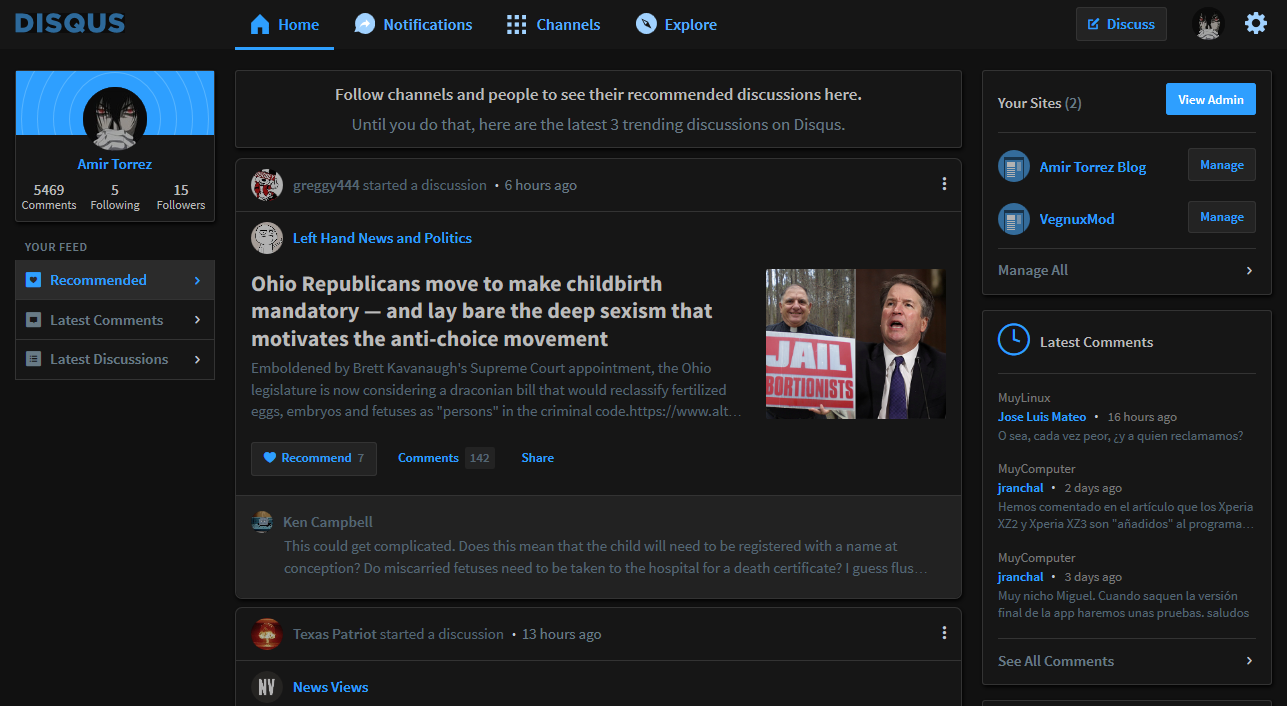 DISQUS
Home
Notifications
Channels
Explore
Discuss
Amir Torrez
5469 5 15
Comments Following Followers
YOUR FEED
Recommended
Latest Comments
Latest Discussions
Follow channels and people to see their recommended discussions here.
Until you do that, here are the latest 3 trending discussions on Disqus.
greggy444 started a discussion • 6 hours ago
Left Hand News and Politics
Ohio Republicans move to make childbirth
mandatory — and lay bare the deep sexism that
motivates the anti-choice movement
Emboldened by Brett Kavanaugh's Supreme Court appointment, the Ohio
legislature is now considering a draconian bill that would reclassify fertilized
eggs, embryos and fetuses as "persons" in the criminal code.https://www.alt…
JAIL
ABORTIONISTS
Recommend 7
Comments 142
Share
Ken Campbell
This could get complicated. Does this mean that the child will need to be registered with a name at
conception? Do miscarried fetuses need to be taken to the hospital for a death certificate? I guess flus…
Texas Patriot started a discussion • 13 hours ago
NV
News Views
Your Sites (2)
View Admin
Amir Torrez Blog
Manage
VegnuxMod
Manage
Manage All
Latest Comments
MuyLinux
Jose Luis Mateo • 16 hours ago
O sea, cada vez peor, ¿y a quien reclamamos?
MuyComputer
jranchal • 2 days ago
Hemos comentado en el artículo que los Xperia
XZ2 y Xperia XZ3 son "añadidos" al programa…
MuyComputer
jranchal • 3 days ago
Muy nicho Miguel. Cuando saquen la versión
final de la app haremos unas pruebas. saludos
See All Comments